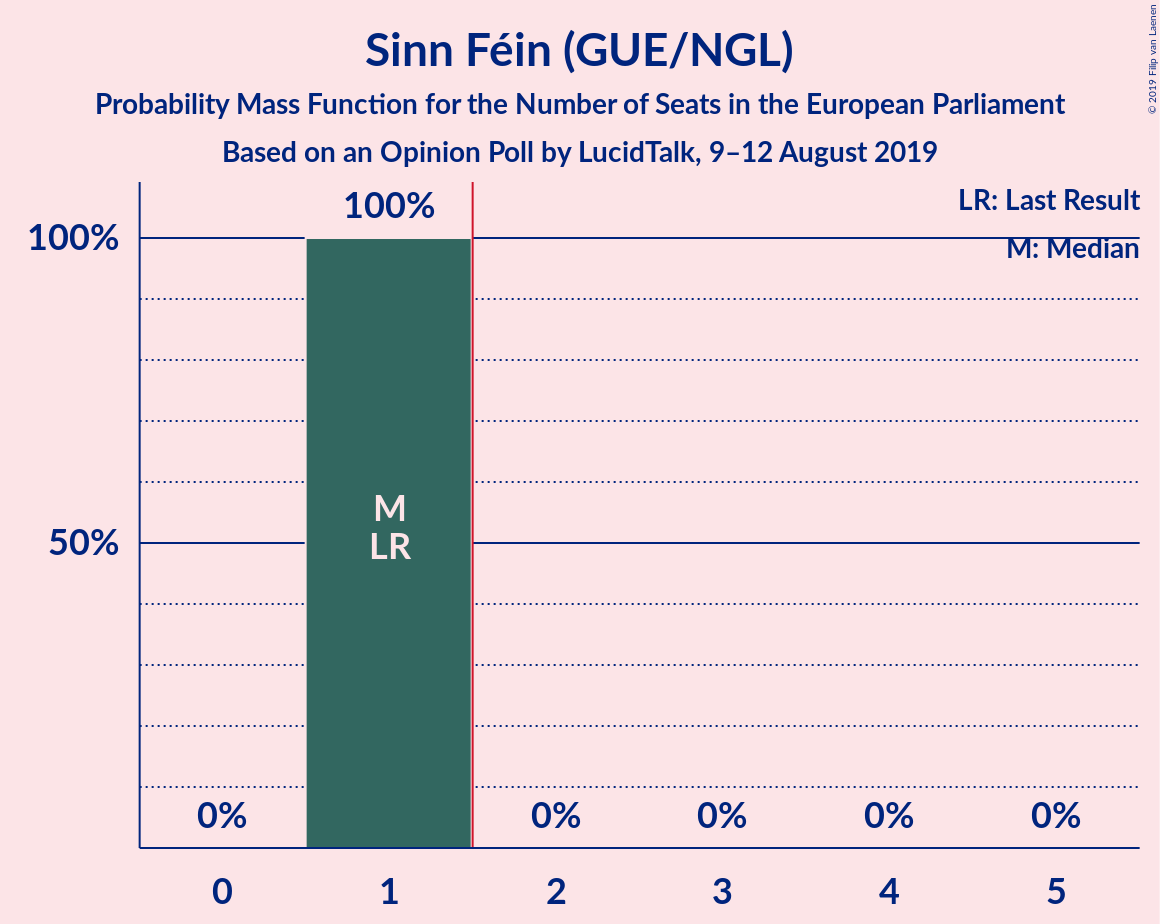 Sinn Féin (GUE/NGL)
Probability Mass Function for the Number of Seats in the European Parliament
Based on an Opinion Poll by LucidTalk, 9–12 August 2019
© 2019 Filip van Laenen
LR: Last Result
M: Median
100%
100%
50%
M
LR
0%
0%
0%
0%
0%
0
1
2
3
4
5